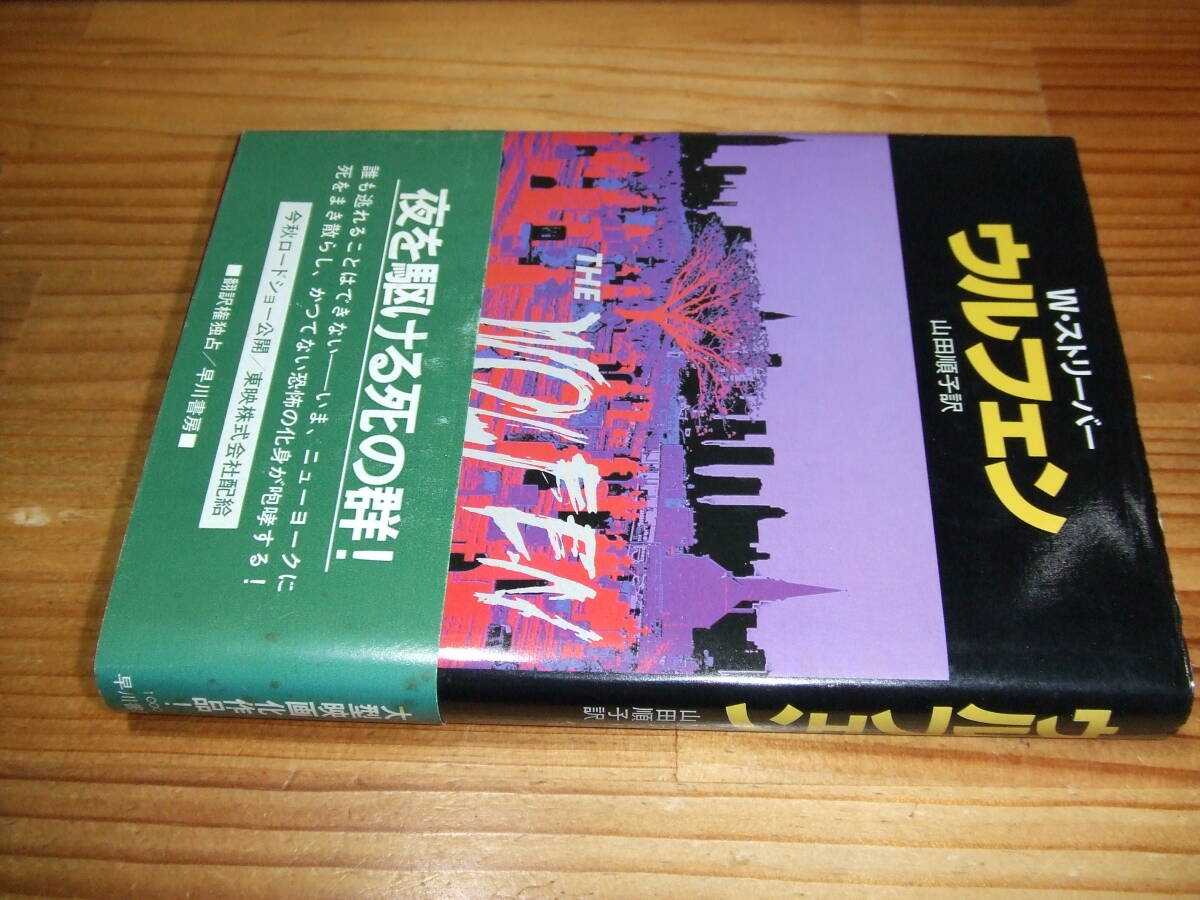 W・ストリーバー
ウルフェン
山田順子訳
THE
WOLFEN
夜を駆ける死の群!
誰も逃れることはできない――いま、ニューヨークに
死をまき散らし、かつてない恐怖の化身が咆哮する!
今秋ロードショー公開/東映株式会社配給
■翻訳権独占/早川書房■
ウルフェン
山田順子訳
大型映画化作品!
早川